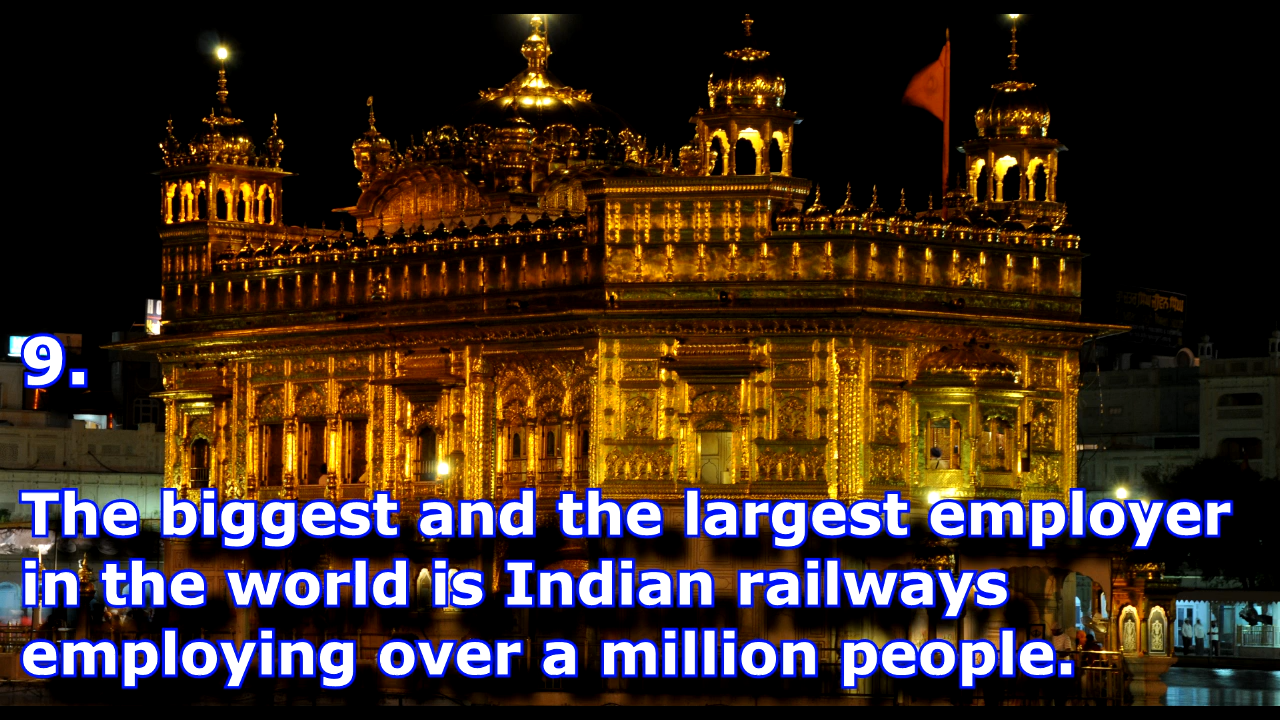 9.
The biggest and the largest employer
in the world is Indian railways
employing over a million people.